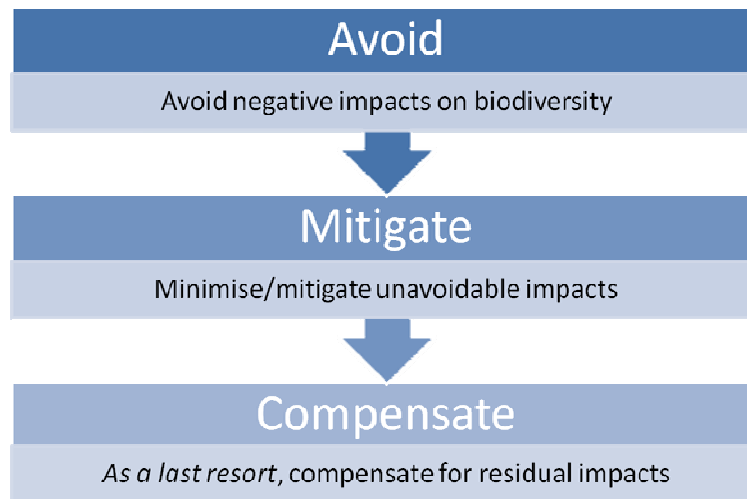 Avoid
Avoid negative impacts on biodiversity
Mitigate
Minimise/mitigate unavoidable impacts
Compensate
As a last resort, compensate for residual impacts